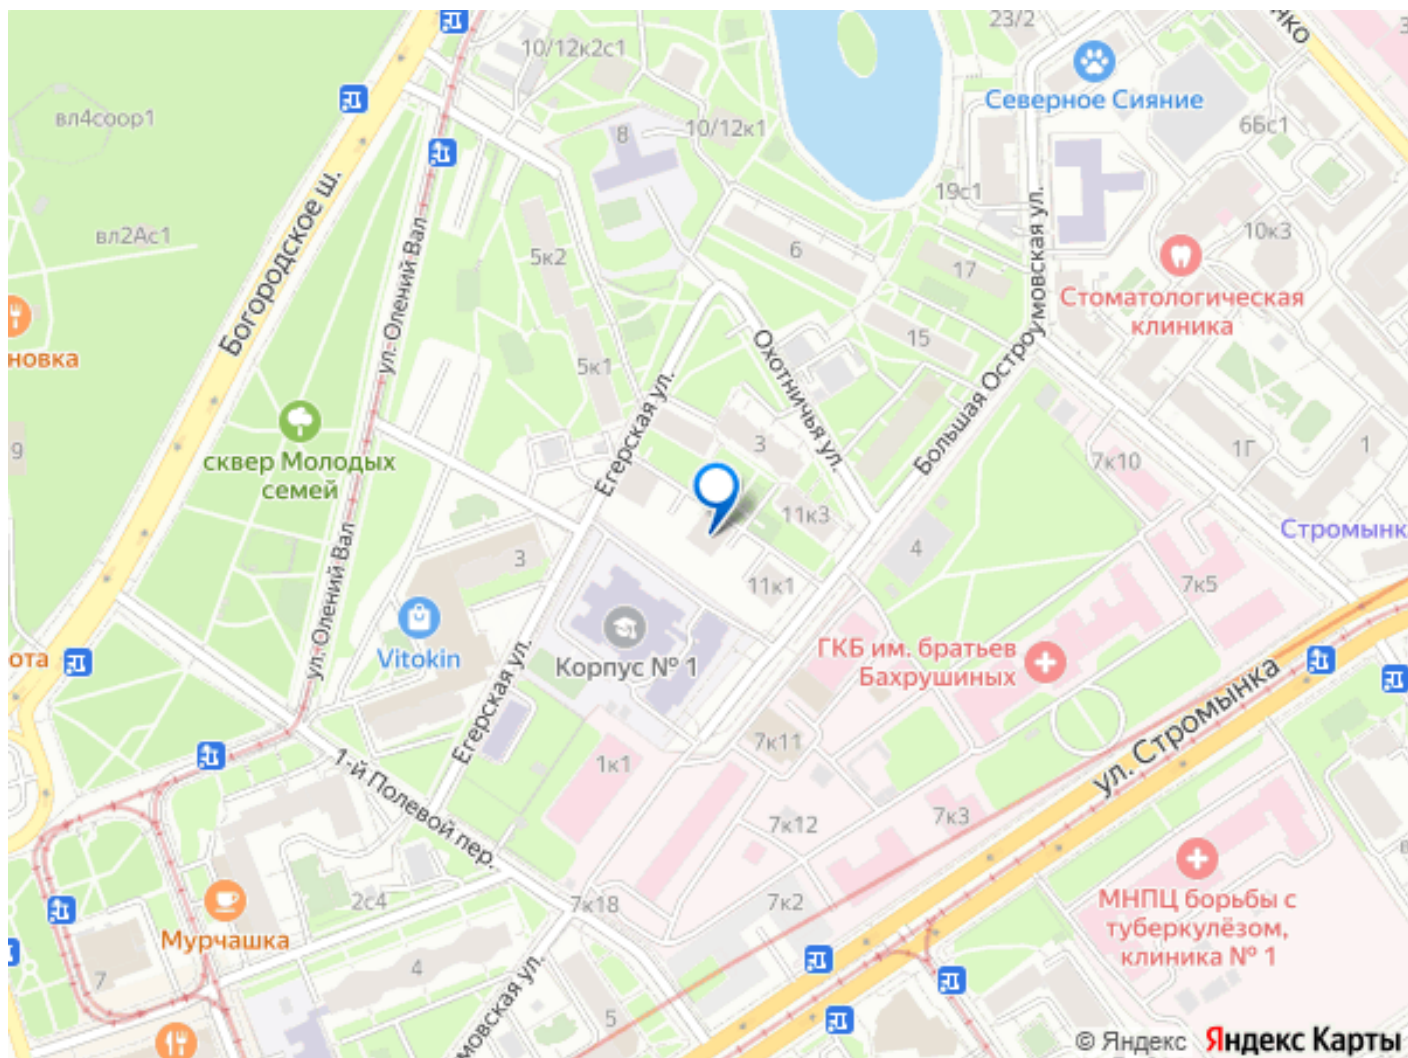 23/2
НКО
10/12к2с1
Северное Сияние
вл4соор1
8
10/12к1
6Бс1
19с1
вл2Ас1
5к2
6
17
10к3
Богородское ш.
ул. Олений Вал
Большая Остроумовская ул.
Стоматологическая
клиника
новка
15
5к1
Охотничья ул.
Егерская ул.
сквер Молодых
семей
9
3
1Г
1
7к10
11к3
Стромынк
4
3
ул. Олений Вал
11к1
7к5
Vitokin
Корпус № 1
ГКБ им. братьев
Бахрушиных
ота
Егерская ул.
7к11
1к1
ул. Стромынка
1-й Полевой пер.
7к12
7к3
2с4
7к18
7к2
МНПЦ борьбы с
туберкулёзом,
клиника № 1
Мурчашка
7
4
мовская ул.
5
© Яндекс Яндекс Карты